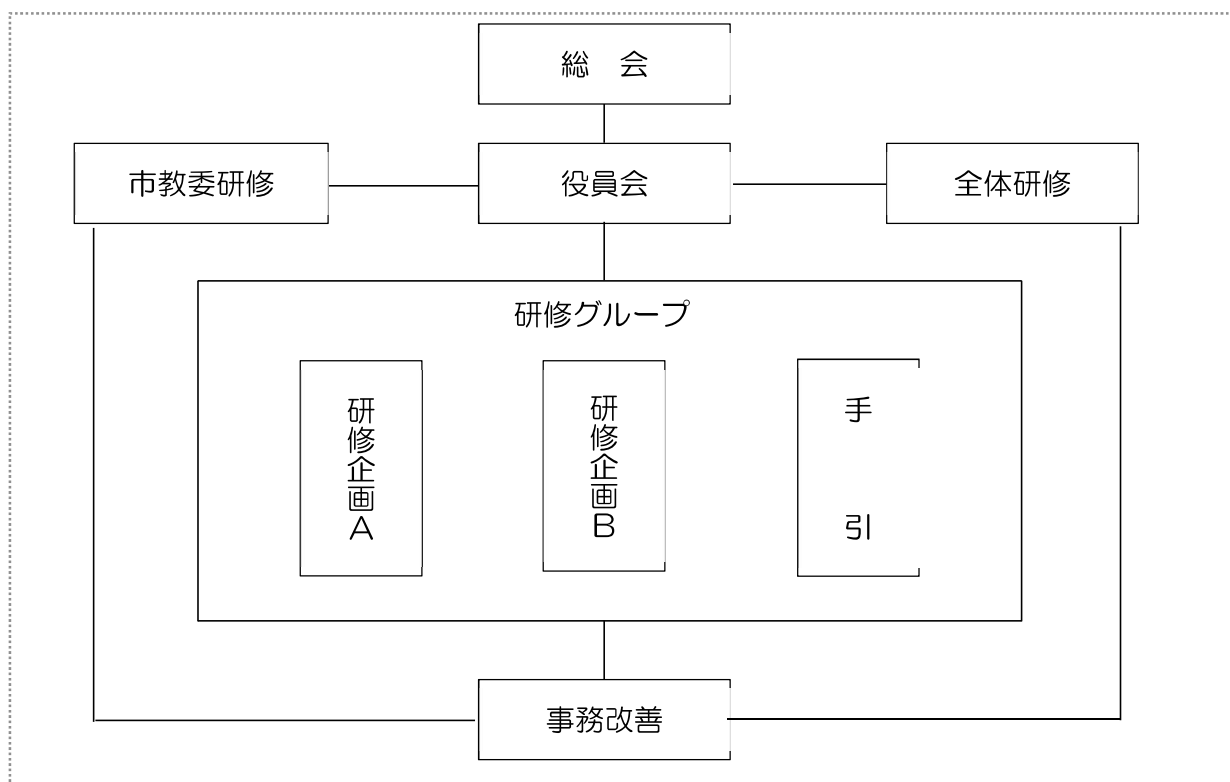 総　会
市教委研修
役員会
全体研修
研修グループ
研修企画A
研修企画B
手引
事務改善